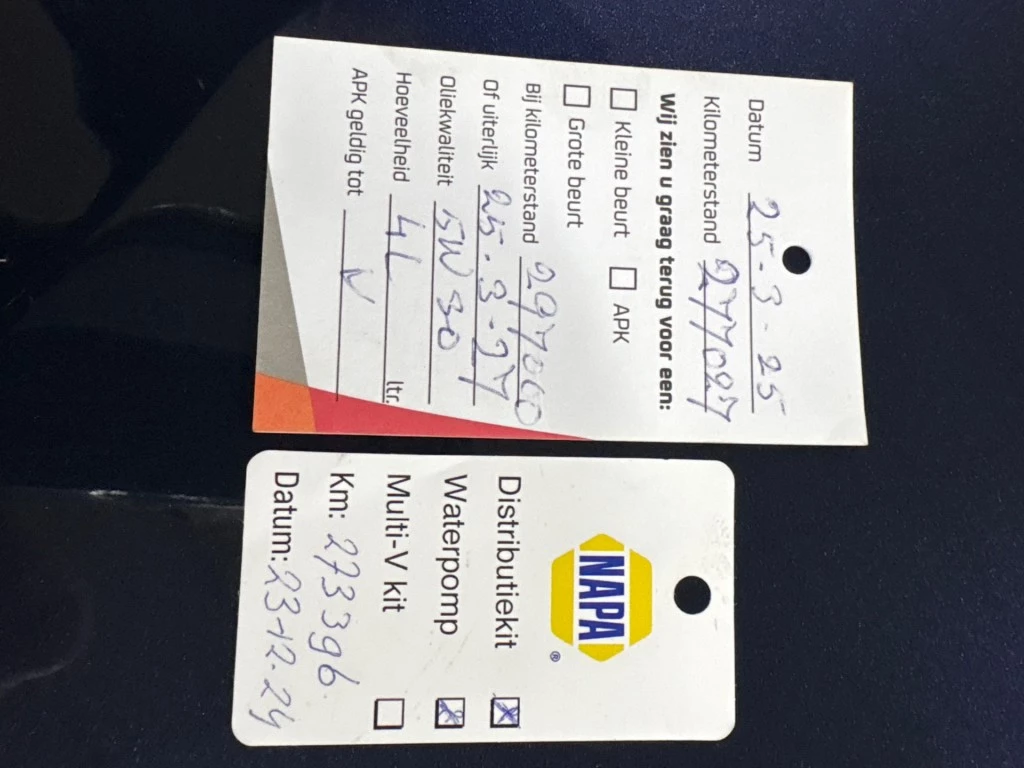 Datum 25-3-25
Kilometerstand 277027
Wij zien u graag terug voor een:
Kleine beurt APK
Grote beurt
Bij kilometerstand 297000
Of uiterlijk 25-3-27
Oliekwaliteit 5W30
Hoeveelheid 4L ltr.
APK geldig tot V
NAPA®
Distributiekit
Waterpomp
Multi-V kit
Km: 273396
Datum: 23-12-24